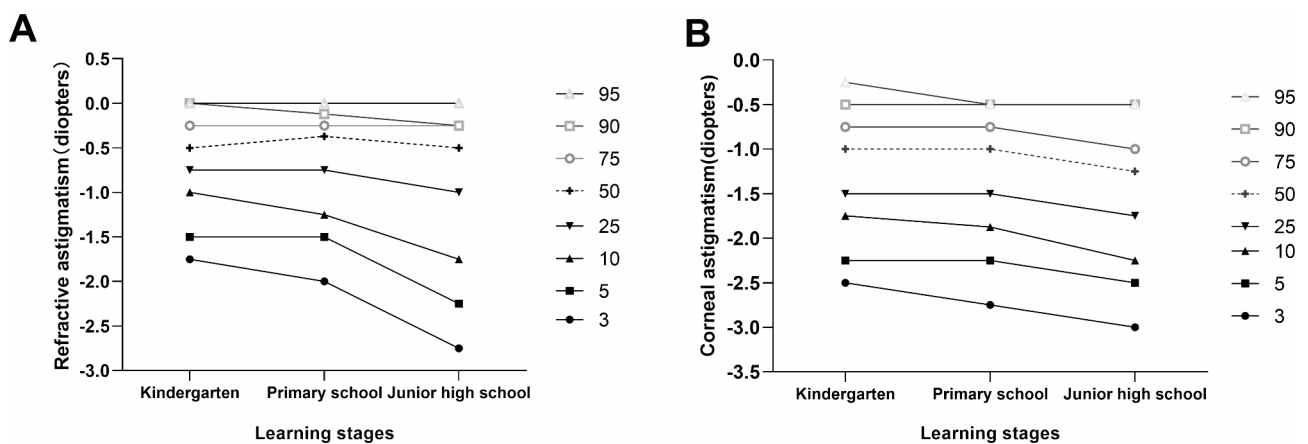 A
Refractive astigmatism (diopters)
0.5
0.0
-0.5
-1.0
-1.5
-2.0
-2.5
-3.0
Kindergarten
Primary school
Junior high school
Learning stages
95
90
75
50
25
10
5
3
B
Corneal astigmatism(diopters)
0.0
-0.5
-1.0
-1.5
-2.0
-2.5
-3.0
-3.5
Kindergarten
Primary school
Junior high school
Learning stages
95
90
75
50
25
10
5
3